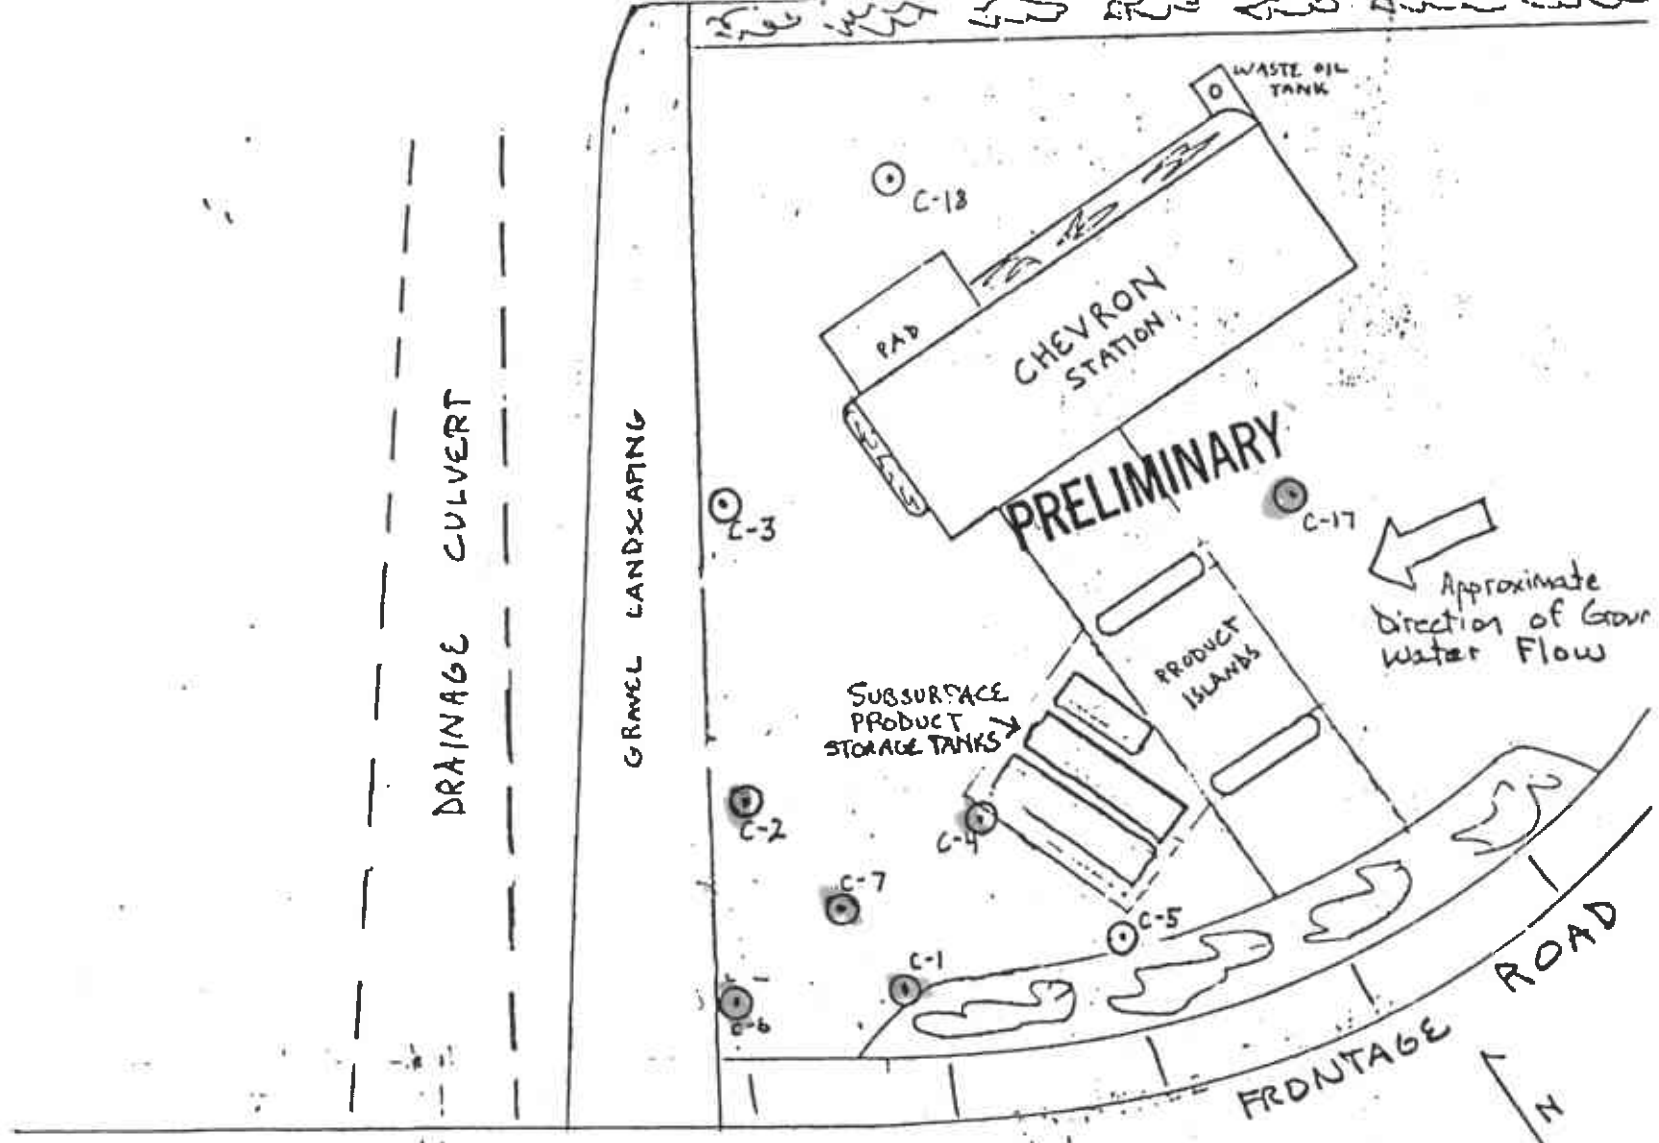 WASTE OIL
TANK
C-18
PAD
CHEVRON
STATION
PRELIMINARY
C-3
C-17
Approximate
Direction of Groun
Water Flow
DRAINAGE CULVERT
GRAVEL LANDSCAPING
PRODUCT
ISLANDS
SUBSURFACE
PRODUCT
STORAGE TANKS
C-2
C-4
C-7
C-5
C-1
C-6
FRONTAGE ROAD
N